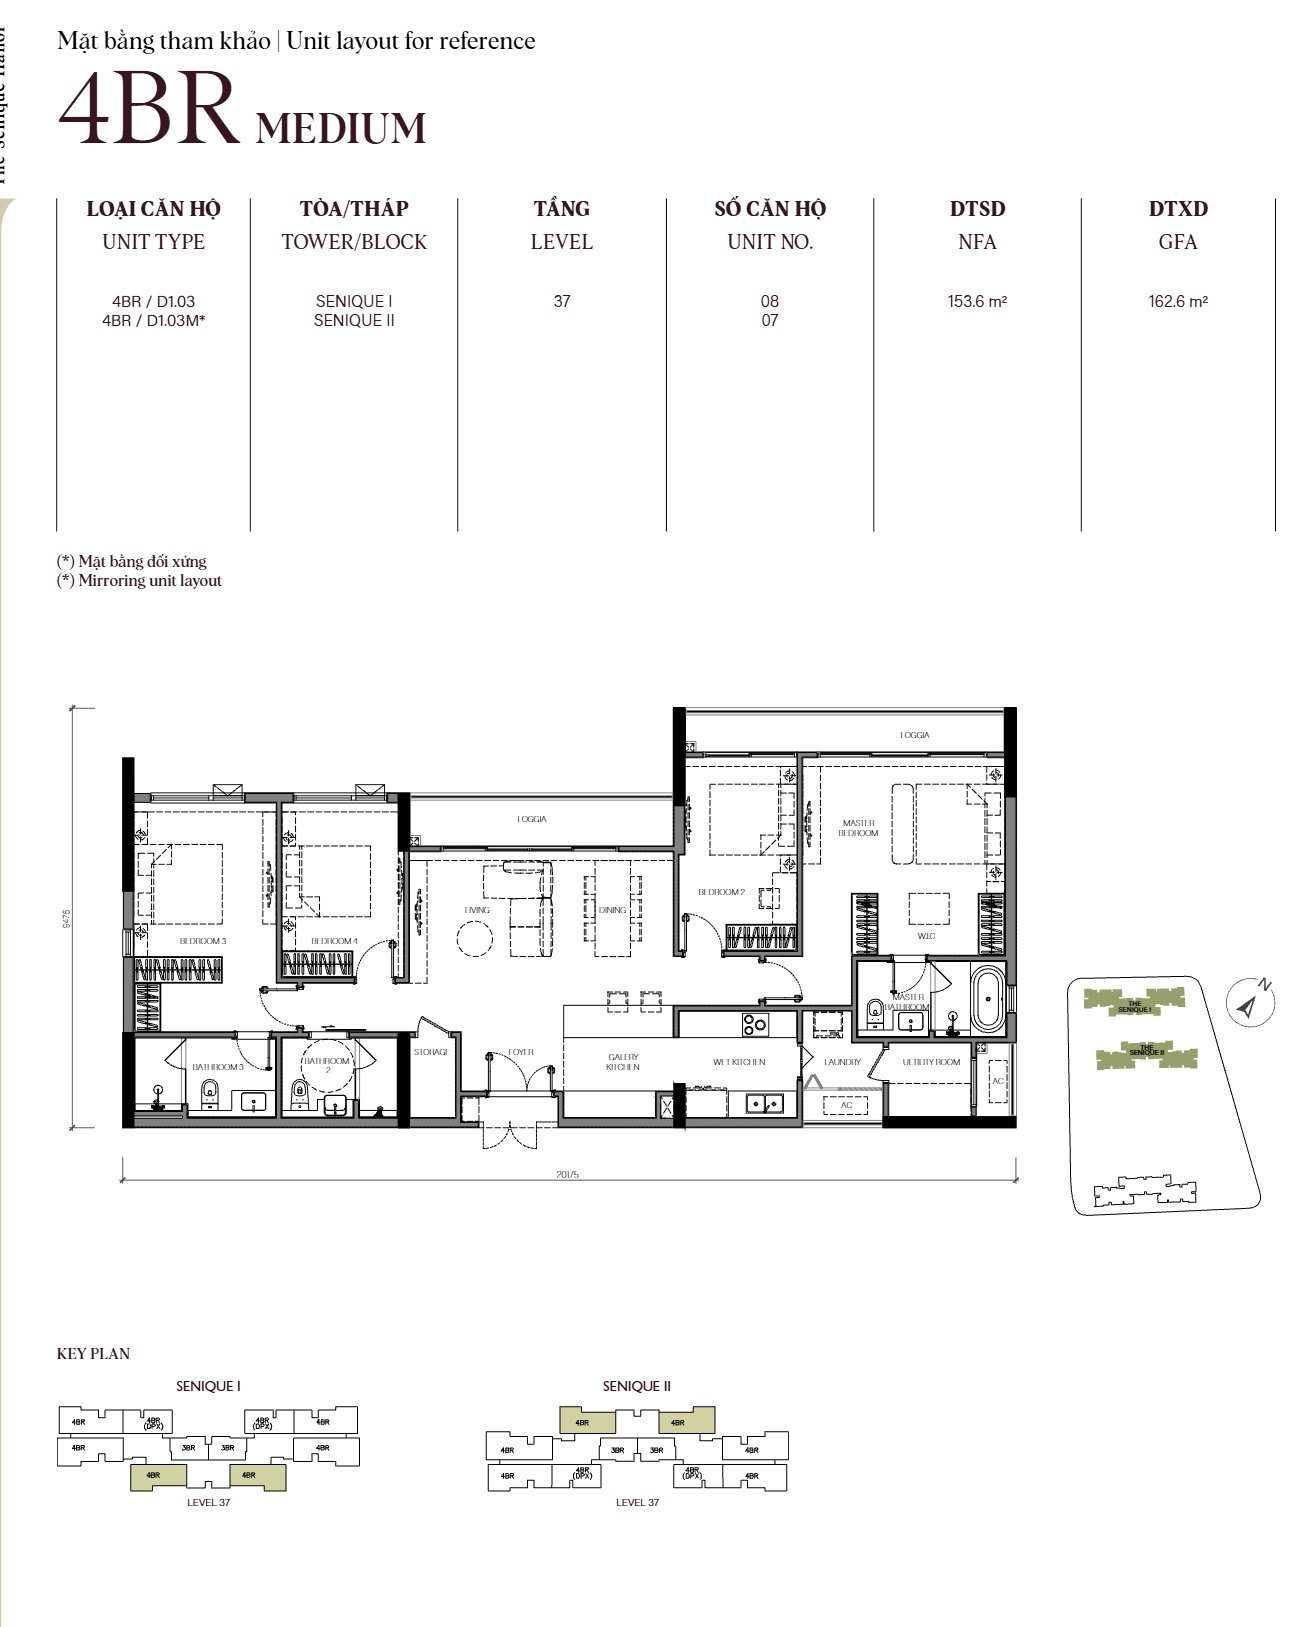 The Senique Hanoi
Mặt bằng tham khảo | Unit layout for reference
4BR MEDIUM
LOẠI CĂN HỘ
UNIT TYPE
4BR / D1.03
4BR / D1.03M*
TÒA/THÁP
TOWER/BLOCK
SENIQUE I
SENIQUE II
TẦNG
LEVEL
37
SỐ CĂN HỘ
UNIT NO.
08
07
DTSD
NFA
153.6 m²
DTXD
GFA
162.6 m²
(*) Mặt bằng đối xứng
(*) Mirroring unit layout
LOGGIA
LOGGIA
MASTER
BEDROOM
BEDROOM 2
LIVING
DINING
BEDROOM 3
BEDROOM 4
W.I.C
9475
MASTER
BATHROOM
STORAGE
FOYER
GALERY
KITCHEN
WET KITCHEN
LAUNDRY
UETILITY ROOM
BATHROOM 3
BATHROOM
2
AC
AC
20175
N
THE
SENIQUE I
THE
SENIQUE II
KEY PLAN
SENIQUE I
4BR
4BR
(DPX)
4BR
(DPX)
4BR
4BR
3BR
3BR
4BR
4BR
4BR
LEVEL 37
SENIQUE II
4BR
4BR
4BR
3BR
3BR
4BR
4BR
4BR
(DPX)
4BR
(DPX)
4BR
LEVEL 37